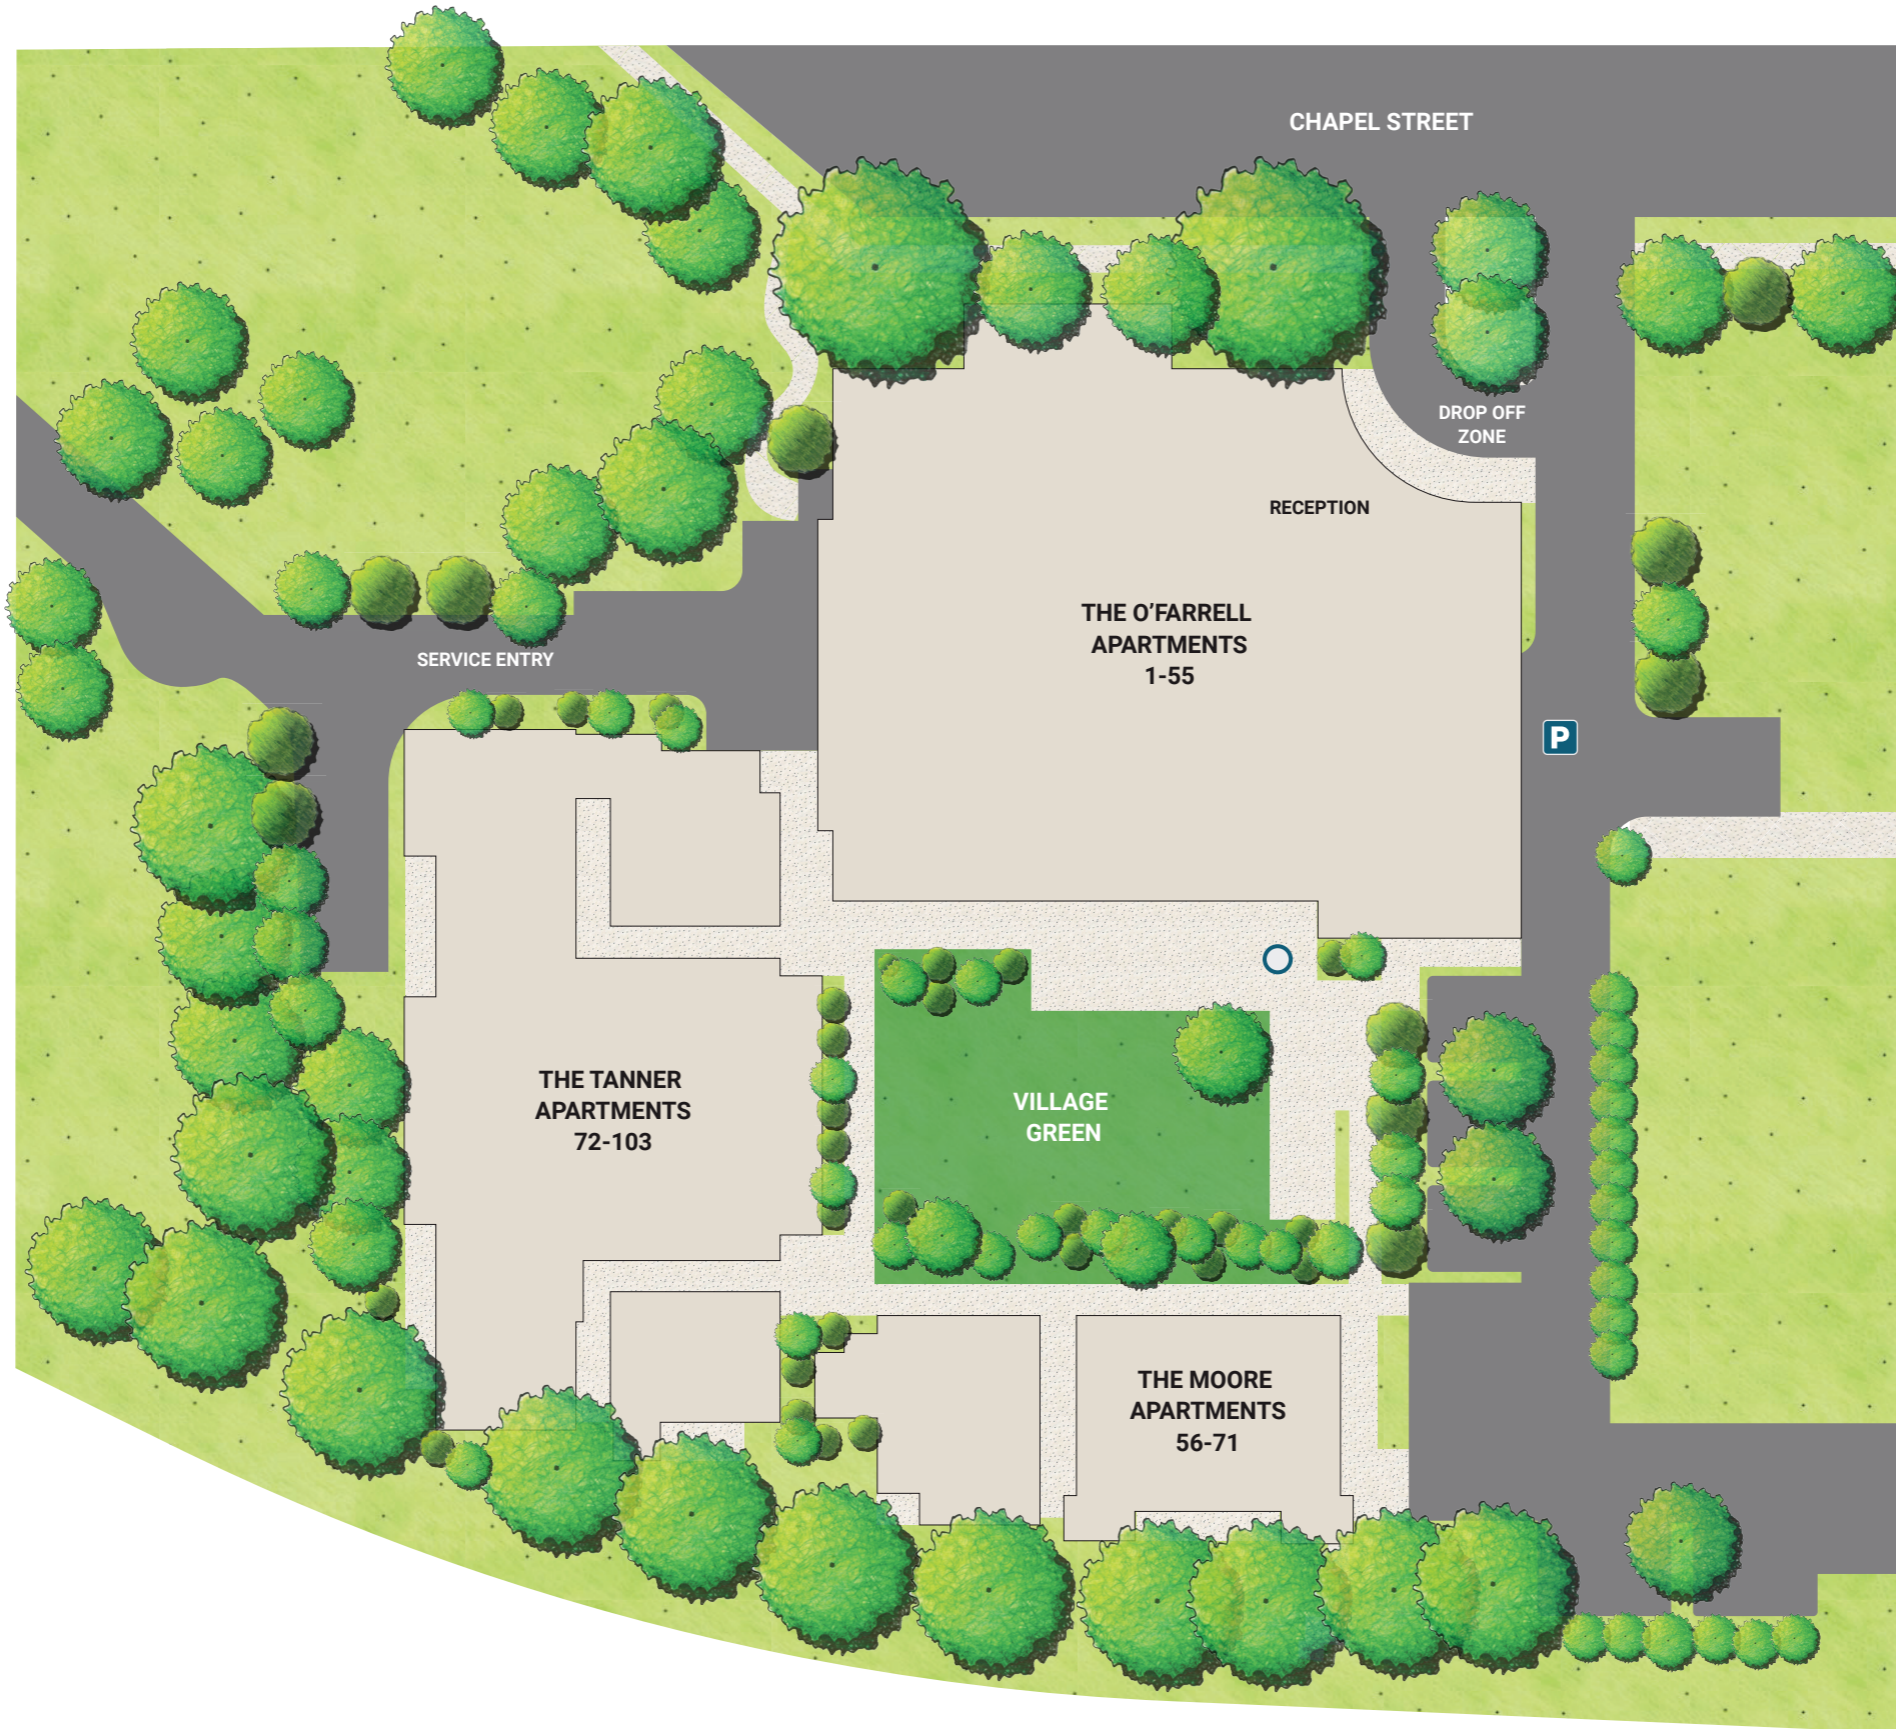 CHAPEL STREET
DROP OFF
ZONE
RECEPTION
THE O’FARRELL
APARTMENTS
1-55
SERVICE ENTRY
P
THE TANNER
APARTMENTS
72-103
VILLAGE
GREEN
THE MOORE
APARTMENTS
56-71